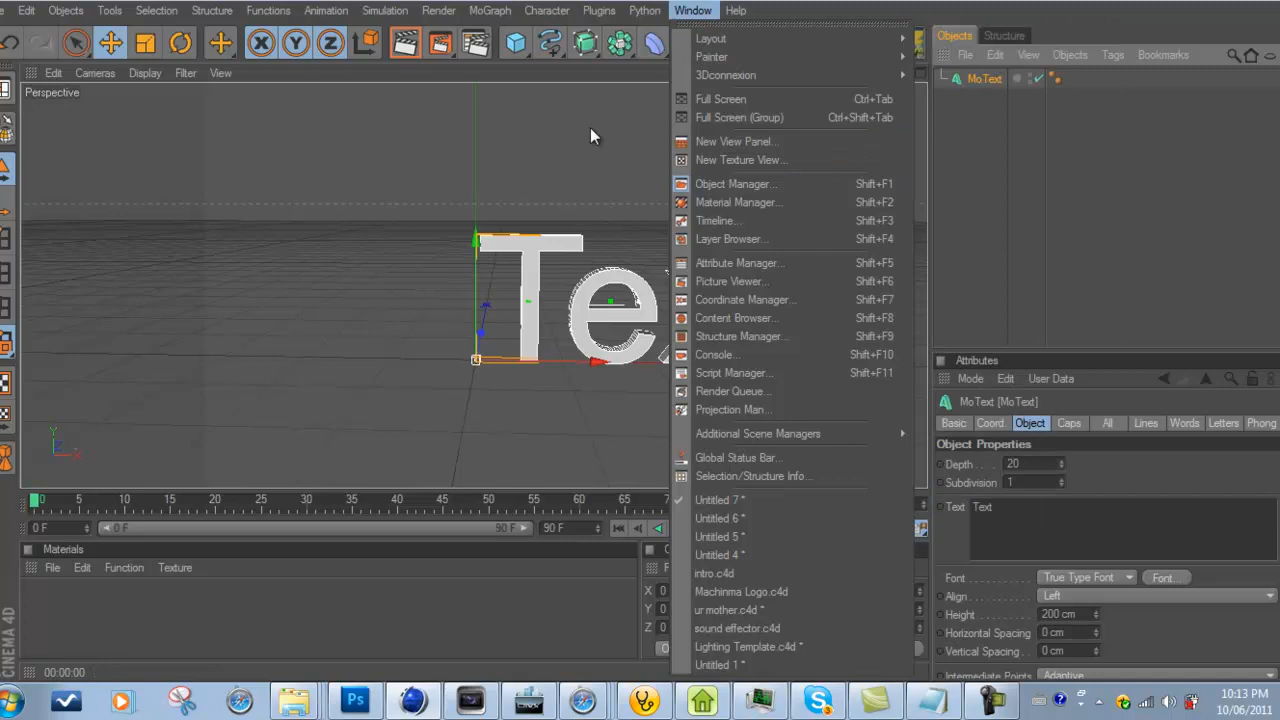 Edit Objects Tools Selection Structure Functions Animation Simulation Render MoGraph Character Plugins Python Window Help
Edit Cameras Display Filter View
Perspective
Te
Y
Z
X
Layout
Painter
3Dconnexion
Full Screen Ctrl+Tab
Full Screen (Group) Ctrl+Shift+Tab
New View Panel...
New Texture View...
Object Manager... Shift+F1
Material Manager... Shift+F2
Timeline... Shift+F3
Layer Browser... Shift+F4
Attribute Manager... Shift+F5
Picture Viewer... Shift+F6
Coordinate Manager... Shift+F7
Content Browser... Shift+F8
Structure Manager... Shift+F9
Console... Shift+F10
Script Manager... Shift+F11
Render Queue...
Projection Man...
Additional Scene Managers
Global Status Bar...
Selection/Structure Info...
Untitled 7 *
Untitled 6 *
Untitled 5 *
Untitled 4 *
intro.c4d
Machinma Logo.c4d
ur mother.c4d *
sound effector.c4d
Lighting Template.c4d *
Untitled 1 *
Objects Structure
File Edit View Objects Tags Bookmarks
MoText
Attributes
Mode Edit User Data
MoText [MoText]
Basic Coord. Object Caps All Lines Words Letters Phong
Object Properties
Depth 20
Subdivision 1
Text Text
Font True Type Font Font...
Align Left
Height 200 cm
Horizontal Spacing 0 cm
Vertical Spacing 0 cm
Intermediate Points Adaptive
0 5 10 15 20 25 30 35 40 45 50 55 60 65
0 F 0 F 90 F 90 F
Materials
File Edit Function Texture
X 0
Y 0
Z 0
CINEMA 4D
00:00:00
Ps
DIVX
3
10:13 PM
10/06/2011